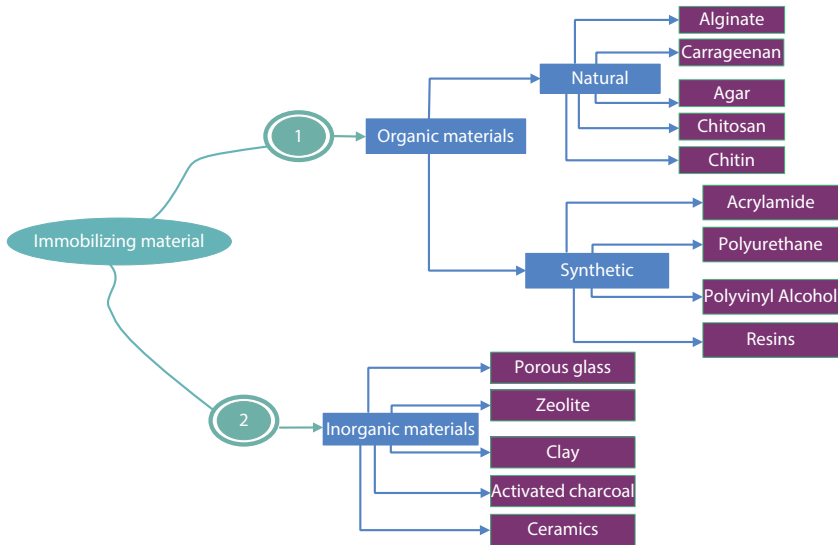 Immobilizing material
1
Organic materials
Natural
Alginate
Carrageenan
Agar
Chitosan
Chitin
Synthetic
Acrylamide
Polyurethane
Polyvinyl Alcohol
Resins
2
Inorganic materials
Porous glass
Zeolite
Clay
Activated charcoal
Ceramics